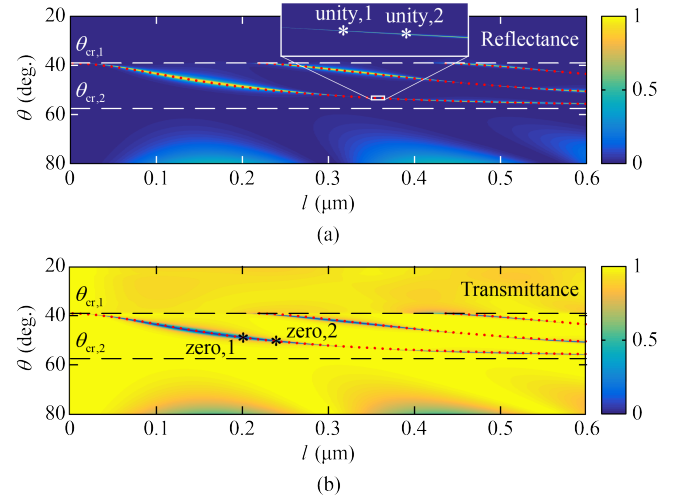 unity,1 unity,2
Reflectance
θcr,1
θcr,2
20
40
60
80
θ (deg.)
0 0.1 0.2 0.3 0.4 0.5 0.6
l (μm)
1
0.5
0
(a)
Transmittance
θcr,1
θcr,2
zero,1
zero,2
20
40
60
80
θ (deg.)
0 0.1 0.2 0.3 0.4 0.5 0.6
l (μm)
1
0.5
0
(b)